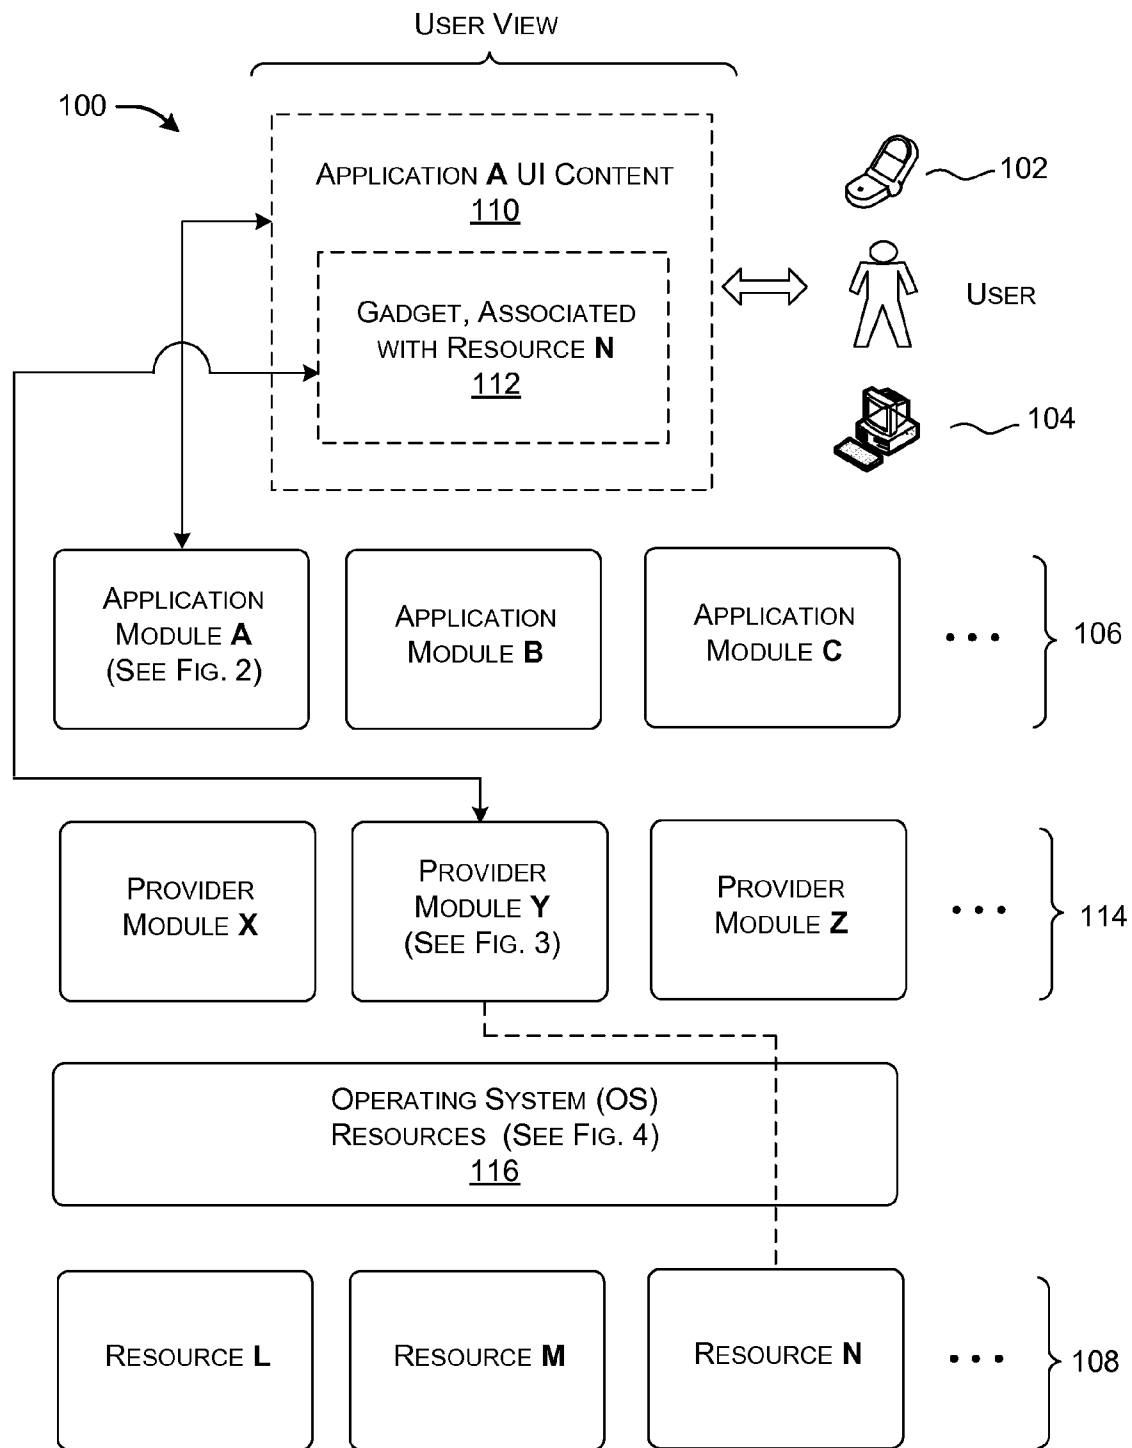 USER VIEW
100
APPLICATION A UI CONTENT
110
102
GADGET, ASSOCIATED
WITH RESOURCE N
112
USER
104
APPLICATION
MODULE A
(SEE FIG. 2)
APPLICATION
MODULE B
APPLICATION
MODULE C
• • •
106
PROVIDER
MODULE X
PROVIDER
MODULE Y
(SEE FIG. 3)
PROVIDER
MODULE Z
• • •
114
OPERATING SYSTEM (OS)
RESOURCES (SEE FIG. 4)
116
RESOURCE L
RESOURCE M
RESOURCE N
• • •
108